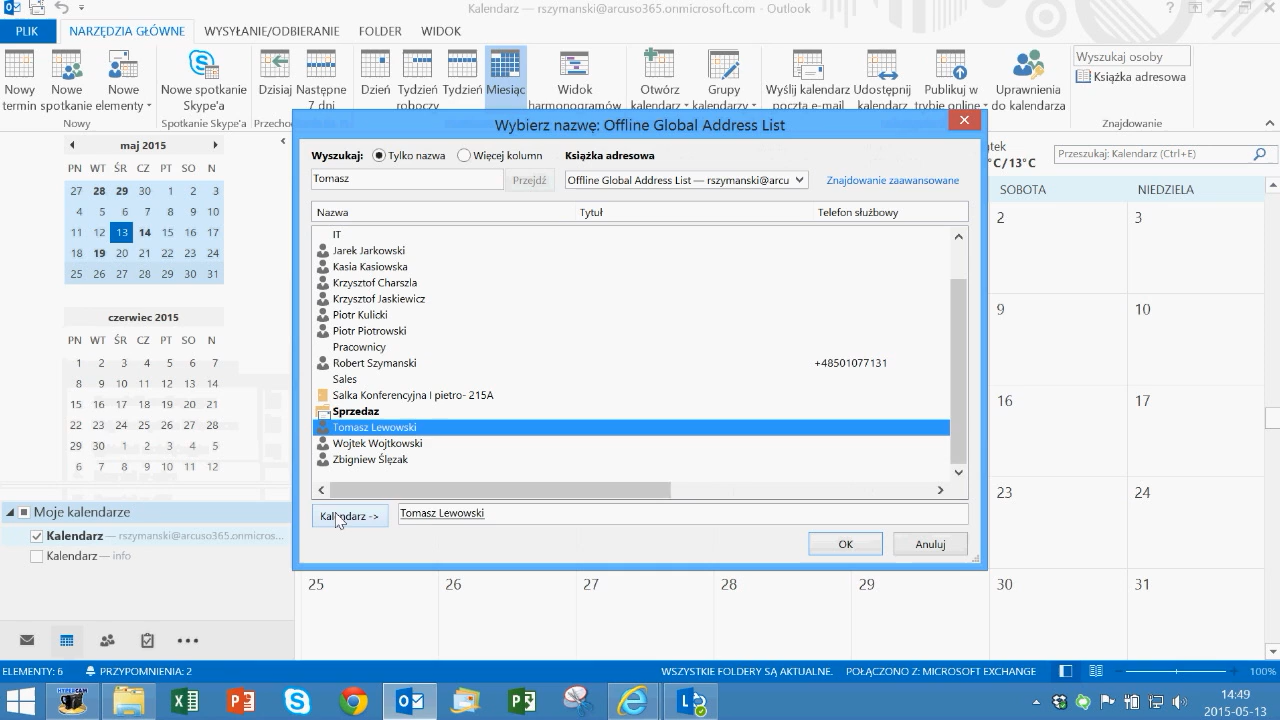 Kalendarz — rszymanski@arcuso365.onmicrosoft.com - Outlook
PLIK NARZĘDZIA GŁÓWNE WYSYŁANIE/ODBIERANIE FOLDER WIDOK
Nowy termin
Nowe spotkanie
Nowe elementy
Nowy
Nowe spotkanie Skype'a
Spotkanie Skype'a
Dzisiaj
Następne 7 dni
Dzień
Tydzień roboczy
Tydzień
Miesiąc
Widok harmonogramów
Otwórz kalendarz
Grupy kalendarzy
Wyślij kalendarz pocztą e-mail
Udostępnij kalendarz
Publikuj w trybie online
Uprawnienia do kalendarza
Wyszukaj osoby
Książka adresowa
Znajdowanie
maj 2015
PN WT ŚR CZ PT SO N
27 28 29 30 1 2 3
4 5 6 7 8 9 10
11 12 13 14 15 16 17
18 19 20 21 22 23 24
25 26 27 28 29 30 31
czerwiec 2015
PN WT ŚR CZ PT SO N
1 2 3 4 5 6 7
8 9 10 11 12 13 14
15 16 17 18 19 20 21
22 23 24 25 26 27 28
29 30 1 2 3 4 5
6 7 8 9 10 11 12
Moje kalendarze
Kalendarz — rszymanski@arcuso365.onmicros...
Kalendarz — info
Wybierz nazwę: Offline Global Address List
Wyszukaj: Tylko nazwa Więcej kolumn Książka adresowa
Tomasz Przejdź Offline Global Address List — rszymanski@arcu Znajdowanie zaawansowane
Nazwa Tytuł Telefon służbowy
IT
Jarek Jarkowski
Kasia Kasiowska
Krzysztof Charszla
Krzysztof Jaskiewicz
Piotr Kulicki
Piotr Piotrowski
Pracownicy
Robert Szymanski +48501077131
Sales
Salka Konferencyjna I pietro- 215A
Sprzedaz
Tomasz Lewowski
Wojtek Wojtkowski
Zbigniew Ślęzak
Kalendarz -> Tomasz Lewowski
OK Anuluj
°C/13°C
Przeszukaj: Kalendarz (Ctrl+E)
SOBOTA NIEDZIELA
2 3
9 10
16 17
23 24
25 26 27 28 29 30 31
ELEMENTY: 6 PRZYPOMNIENIA: 2 WSZYSTKIE FOLDERY SĄ AKTUALNE. POŁĄCZONO Z: MICROSOFT EXCHANGE 100%
HYPERCAM
14:49
2015-05-13